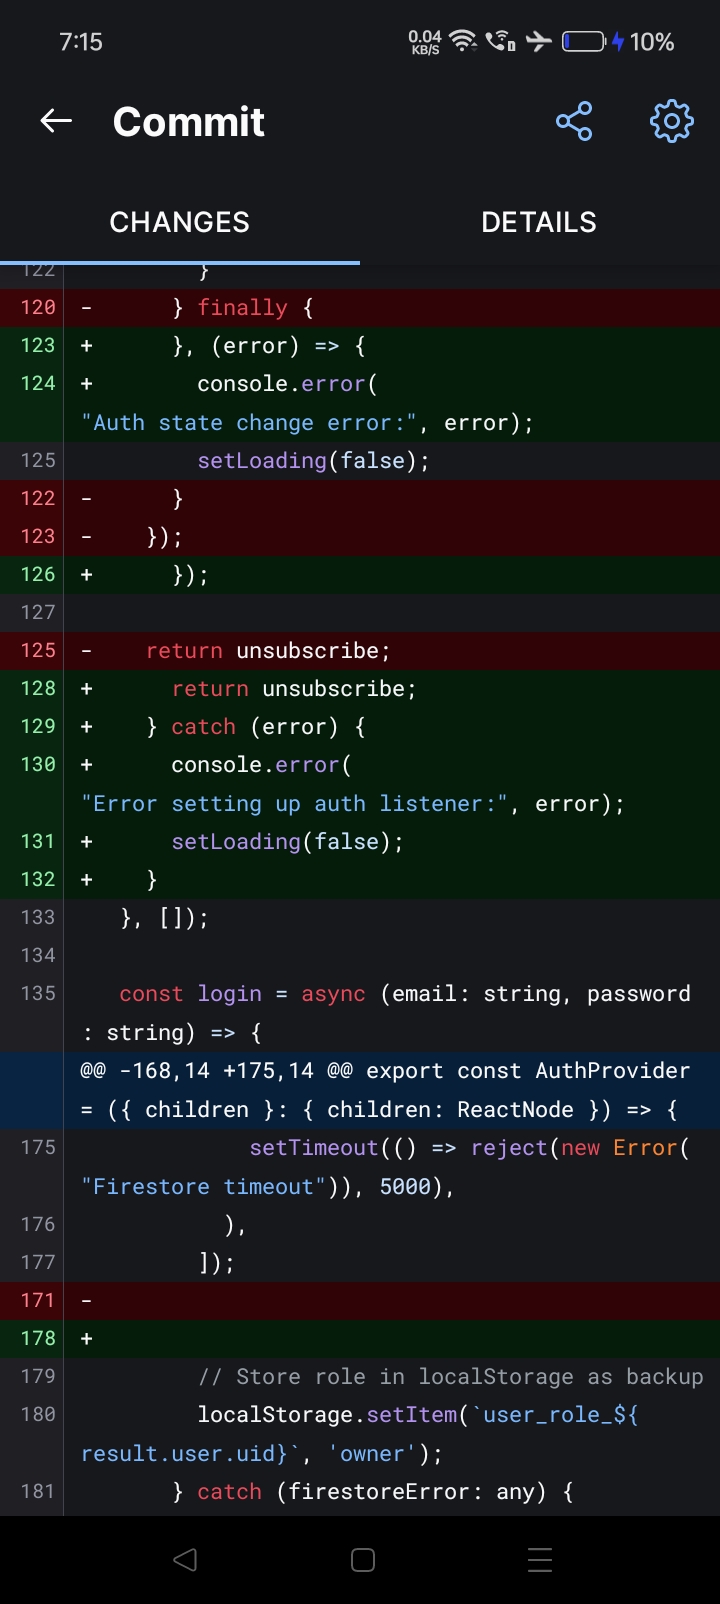 7:15
0.04
KB/S
10%
Commit
CHANGES
DETAILS
122 }
120 - } finally {
123 + }, (error) => {
124 + console.error(
"Auth state change error:", error);
125 setLoading(false);
122 - }
123 - });
126 + });
127
125 - return unsubscribe;
128 + return unsubscribe;
129 + } catch (error) {
130 + console.error(
"Error setting up auth listener:", error);
131 + setLoading(false);
132 + }
133 }, []);
134
135 const login = async (email: string, password
: string) => {
@@ -168,14 +175,14 @@ export const AuthProvider
= ({ children }: { children: ReactNode }) => {
175 setTimeout(() => reject(new Error(
"Firestore timeout")), 5000),
176 ),
177 ]);
171 -
178 +
179 // Store role in localStorage as backup
180 localStorage.setItem(`user_role_${
result.user.uid}`, 'owner');
181 } catch (firestoreError: any) {